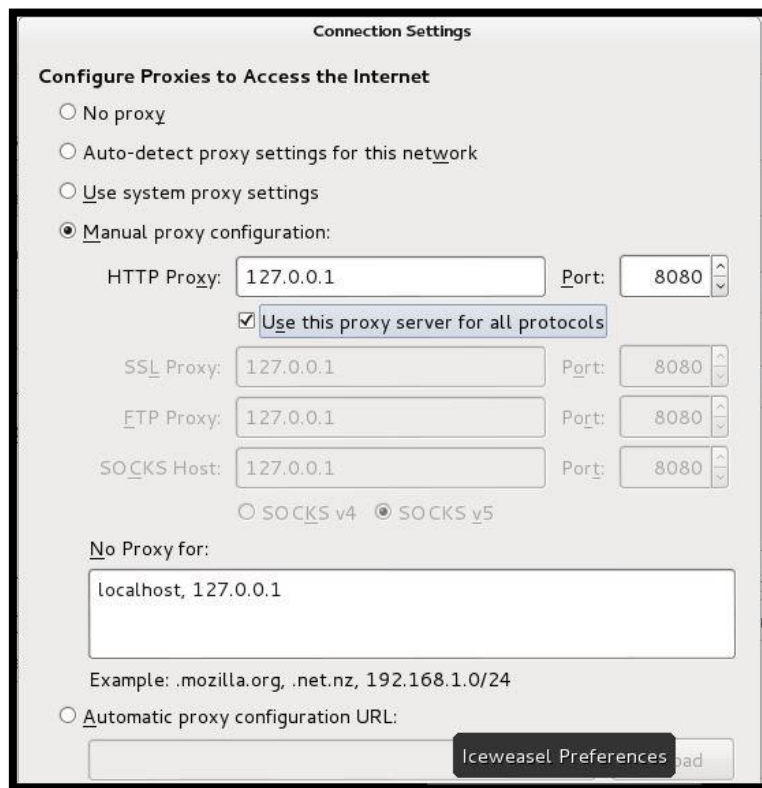 Connection Settings
Configure Proxies to Access the Internet
No proxy
Auto-detect proxy settings for this network
Use system proxy settings
Manual proxy configuration:
HTTP Proxy: 127.0.0.1 Port: 8080
Use this proxy server for all protocols
SSL Proxy: 127.0.0.1 Port: 8080
FTP Proxy: 127.0.0.1 Port: 8080
SOCKS Host: 127.0.0.1 Port: 8080
SOCKS v4 SOCKS v5
No Proxy for:
localhost, 127.0.0.1
Example: .mozilla.org, .net.nz, 192.168.1.0/24
Automatic proxy configuration URL:
Iceweasel Preferences